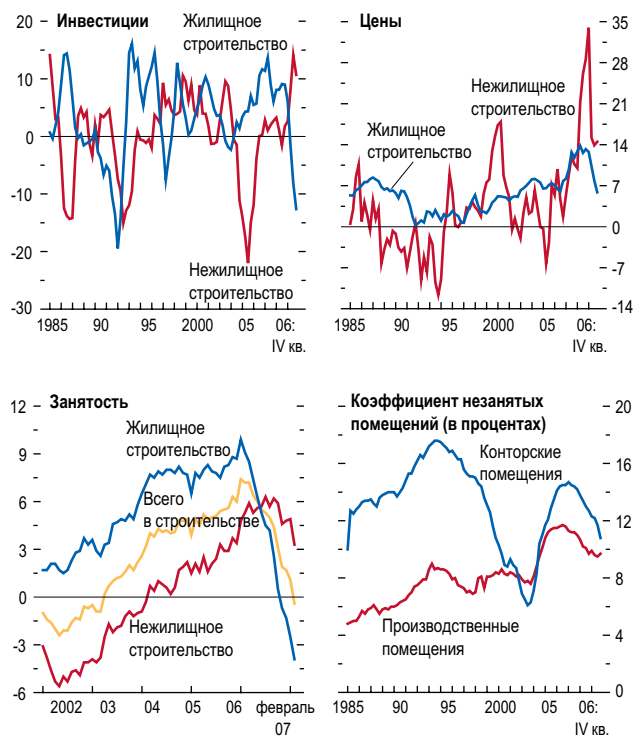 Инвестиции
Жилищное
строительство
Нежилищное
строительство
20
10
0
-10
-20
-30
1985
90
95
2000
05
06:
IV кв.
Цены
Нежилищное
строительство
Жилищное
строительство
35
28
21
14
7
0
-7
-14
1985
90
95
2000
05
06:
IV кв.
Занятость
Жилищное
строительство
Всего
в строительстве
Нежилищное
строительство
12
9
6
3
0
-3
-6
2002
03
04
05
06
февраль
07
Коэффициент незанятых
помещений (в процентах)
Конторские
помещения
Производственные
помещения
20
16
12
8
4
0
1985
90
95
2000
05
06:
IV кв.